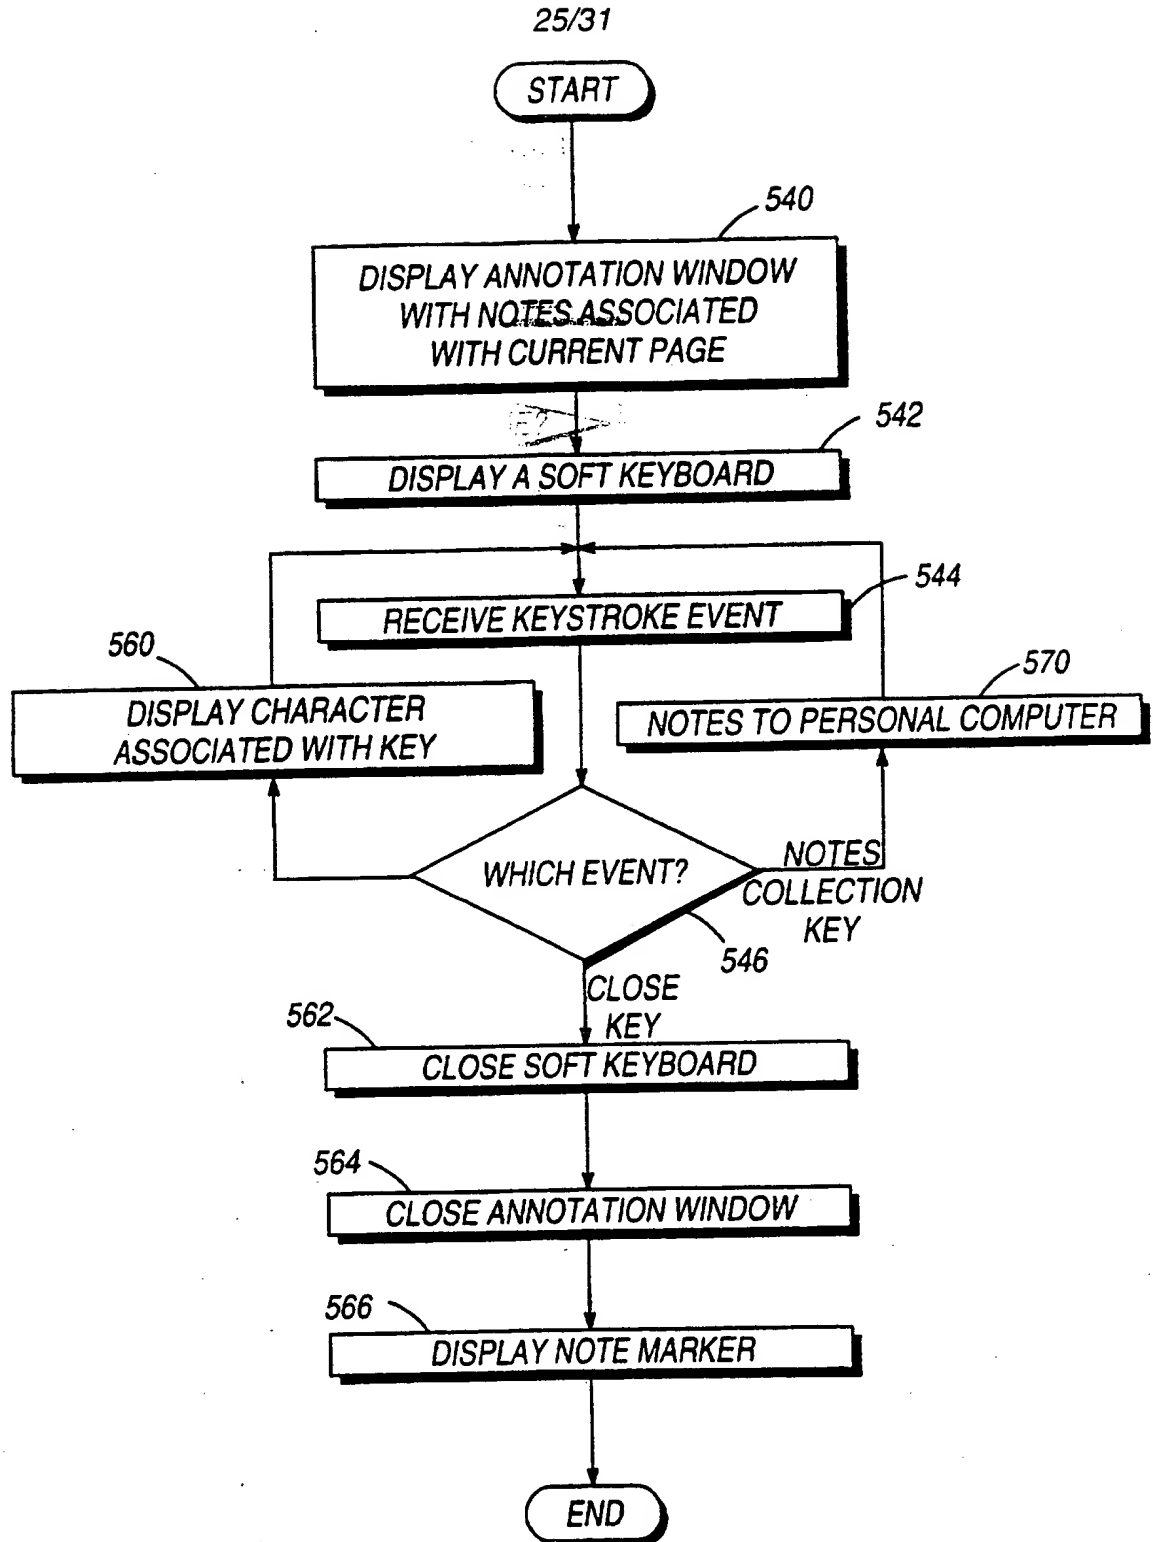 25/31
START
540
DISPLAY ANNOTATION WINDOW
WITH NOTES ASSOCIATED
WITH CURRENT PAGE
542
DISPLAY A SOFT KEYBOARD
544
RECEIVE KEYSTROKE EVENT
560
DISPLAY CHARACTER
ASSOCIATED WITH KEY
570
NOTES TO PERSONAL COMPUTER
WHICH EVENT?
NOTES
COLLECTION
KEY
546
CLOSE
KEY
562
CLOSE SOFT KEYBOARD
564
CLOSE ANNOTATION WINDOW
566
DISPLAY NOTE MARKER
END